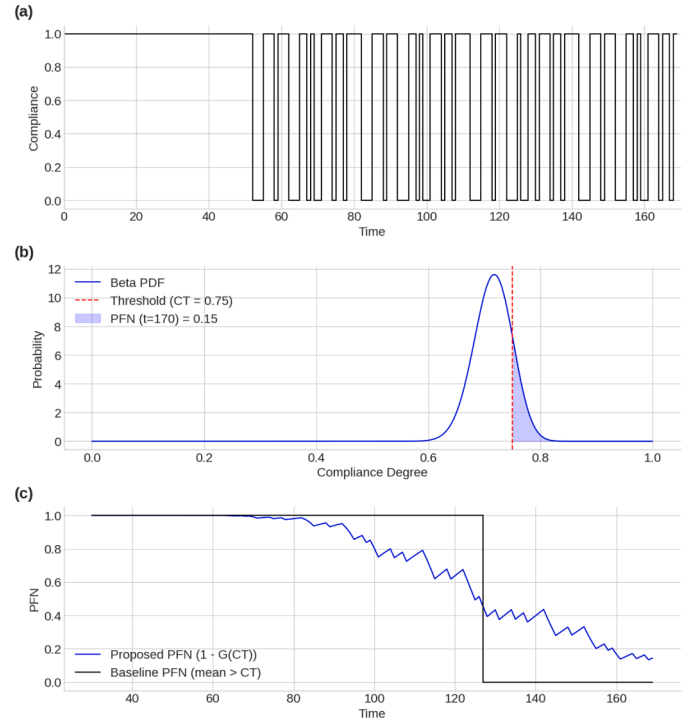 (a)
1.0
0.8
0.6
0.4
0.2
0.0
Compliance
0 20 40 60 80 100 120 140 160
Time
(b)
12
10
8
6
4
2
0
Probability
Beta PDF
Threshold (CT = 0.75)
PFN (t=170) = 0.15
0.0 0.2 0.4 0.6 0.8 1.0
Compliance Degree
(c)
1.0
0.8
0.6
0.4
0.2
0.0
PFN
Proposed PFN (1 - G(CT))
Baseline PFN (mean > CT)
40 60 80 100 120 140 160
Time